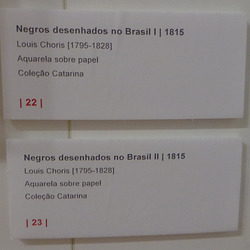 Negros desenhados no Brasil I | 1815
Louis Choris [1795-1828]
Aquarela sobre papel
Coleção Catarina
| 22 |
Negros desenhados no Brasil II | 1815
Louis Choris [1795-1828]
Aquarela sobre papel
Coleção Catarina
| 23 |